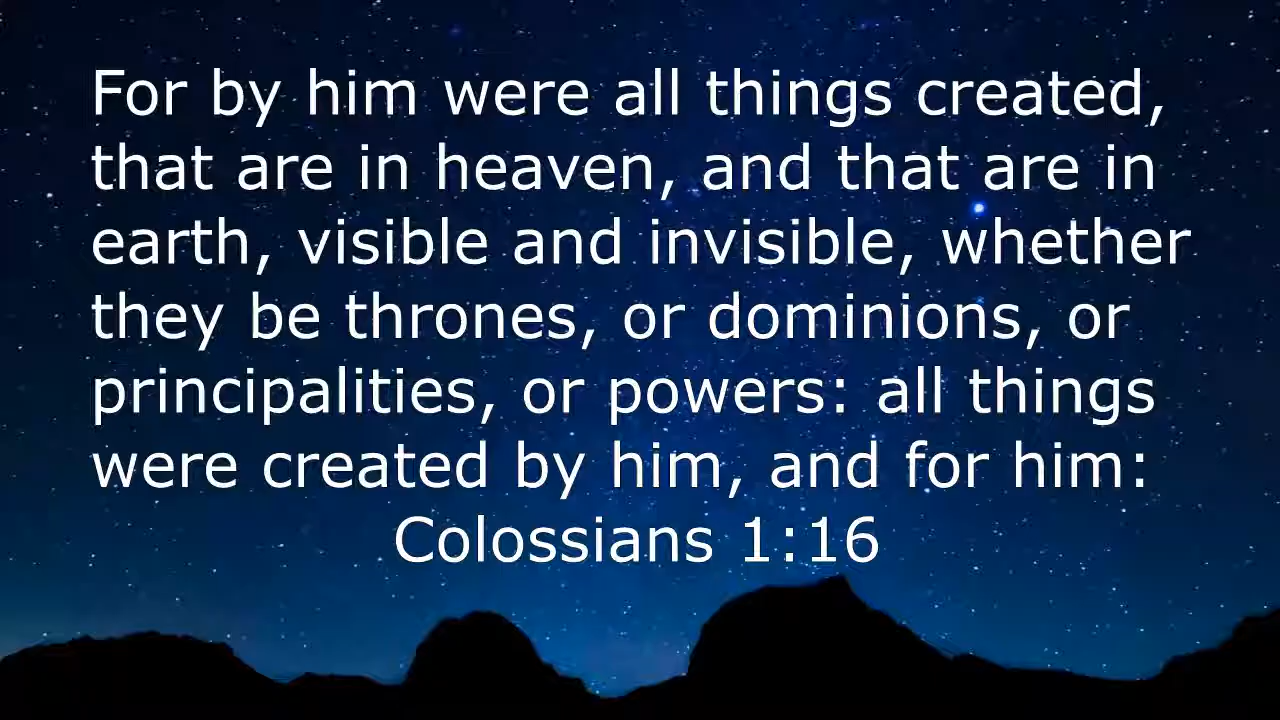 For by him were all things created,
that are in heaven, and that are in
earth, visible and invisible, whether
they be thrones, or dominions, or
principalities, or powers: all things
were created by him, and for him:
Colossians 1:16